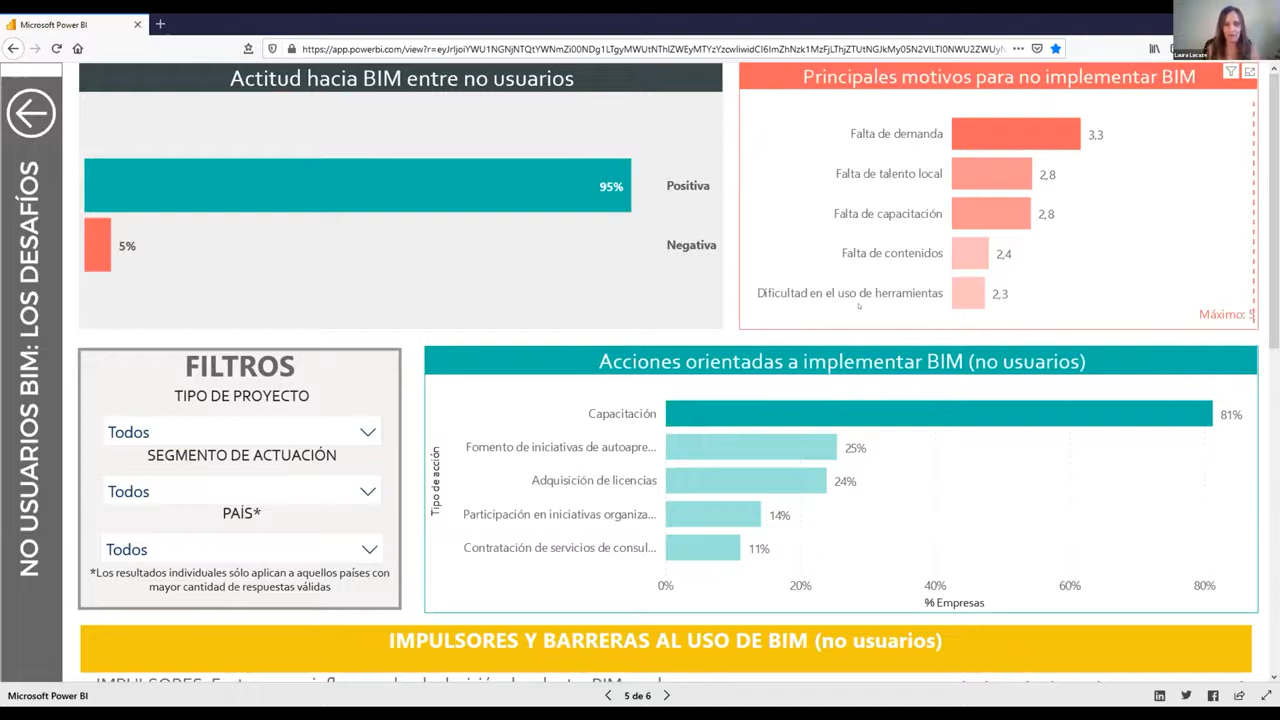 Microsoft Power BI
https://app.powerbi.com/view?r=
Laura Lacaze
NO USUARIOS BIM: LOS DESAFÍOS
Actitud hacia BIM entre no usuarios
95%
Positiva
5%
Negativa
Principales motivos para no implementar BIM
Falta de demanda
3,3
Falta de talento local
2,8
Falta de capacitación
2,8
Falta de contenidos
2,4
Dificultad en el uso de herramientas
2,3
Máximo: 5
FILTROS
TIPO DE PROYECTO
Todos
SEGMENTO DE ACTUACIÓN
Todos
PAÍS*
Todos
*Los resultados individuales sólo aplican a aquellos países con
mayor cantidad de respuestas válidas
Acciones orientadas a implementar BIM (no usuarios)
Tipo de acción
Capacitación
81%
Fomento de iniciativas de autoapre...
25%
Adquisición de licencias
24%
Participación en iniciativas organiza...
14%
Contratación de servicios de consul...
11%
0%
20%
40%
60%
80%
% Empresas
IMPULSORES Y BARRERAS AL USO DE BIM (no usuarios)
Microsoft Power BI
5 de 6